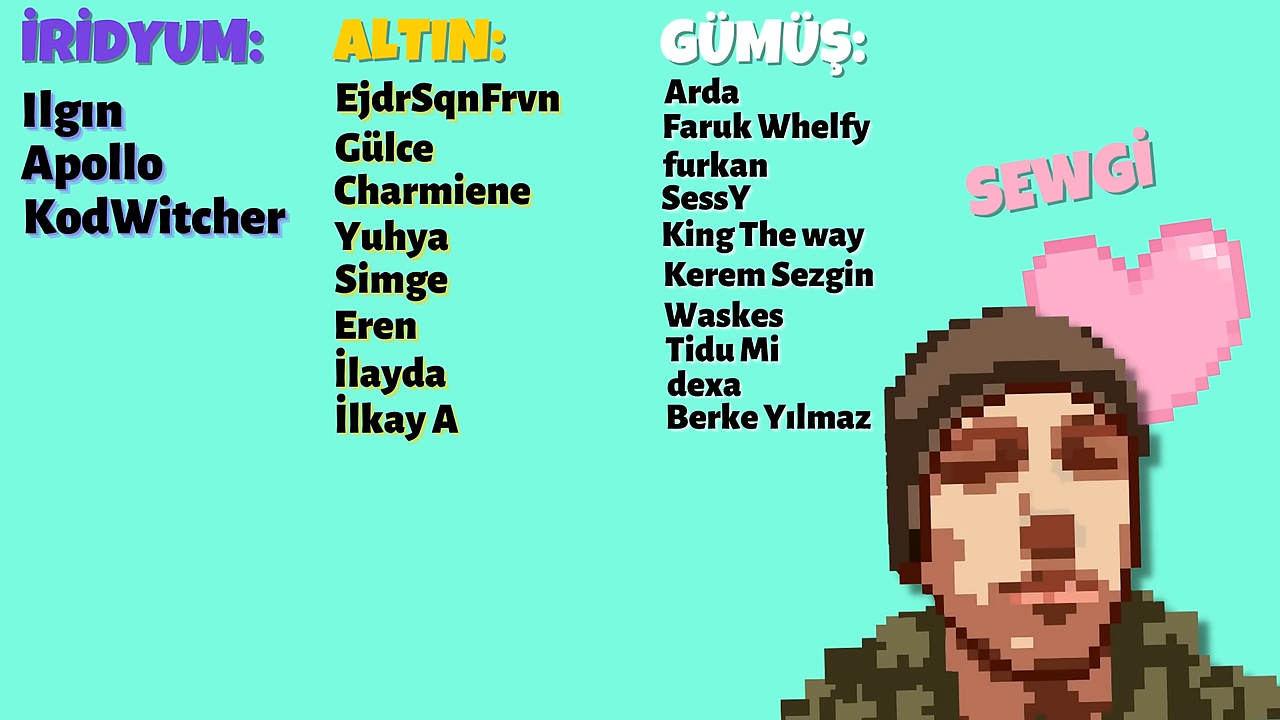 İRİDYUM:
Ilgın
Apollo
KodWitcher
ALTIN:
EjdrSqnFrvn
Gülce
Charmiene
Yuhya
Simge
Eren
İlayda
İlkay A
GÜMÜŞ:
Arda
Faruk Whelfy
furkan
SessY
King The way
Kerem Sezgin
Waskes
Tidu Mi
dexa
Berke Yılmaz
SEWGİ